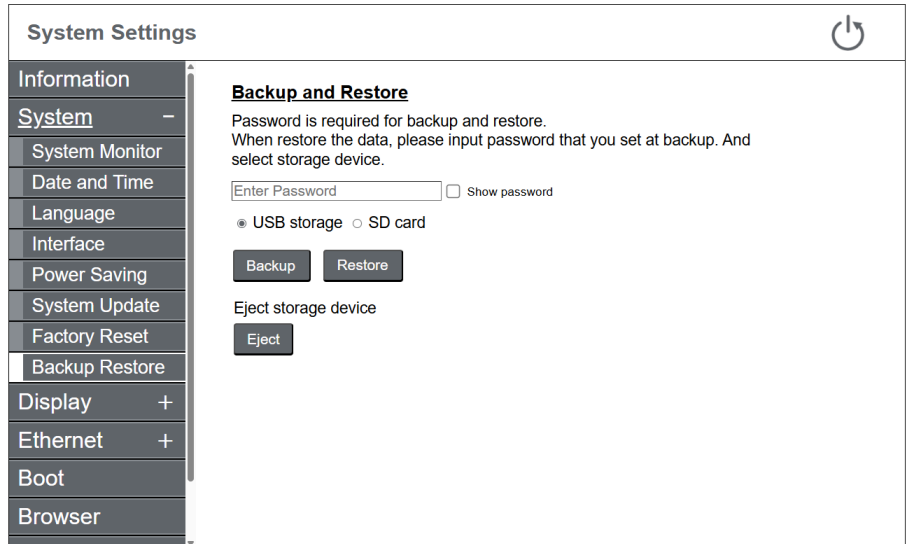 System Settings
Information
System −
System Monitor
Date and Time
Language
Interface
Power Saving
System Update
Factory Reset
Backup Restore
Display +
Ethernet +
Boot
Browser
Backup and Restore
Password is required for backup and restore.
When restore the data, please input password that you set at backup. And
select storage device.
Enter Password Show password
USB storage SD card
Backup Restore
Eject storage device
Eject